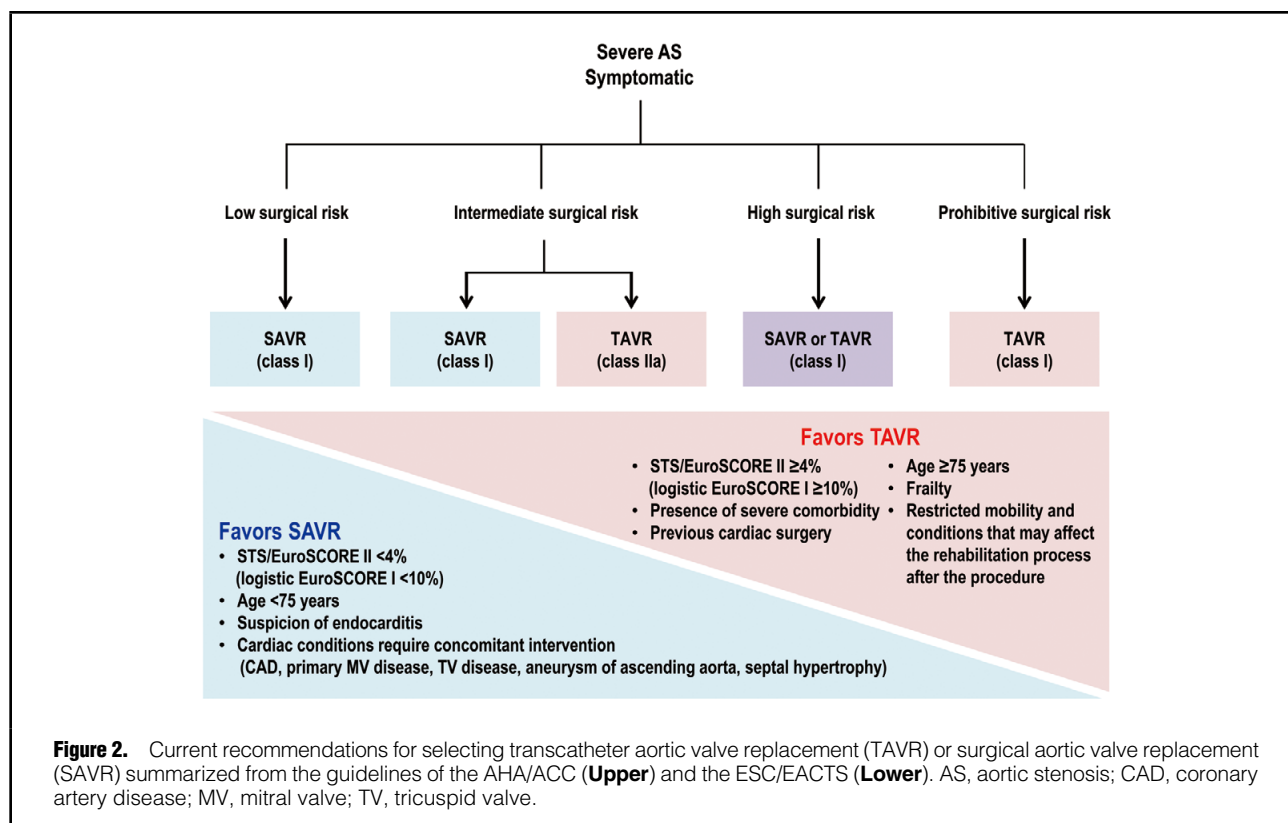 Severe AS
Symptomatic
Low surgical risk
Intermediate surgical risk
High surgical risk
Prohibitive surgical risk
SAVR
(class I)
SAVR
(class I)
TAVR
(class IIa)
SAVR or TAVR
(class I)
TAVR
(class I)
Favors TAVR
• STS/EuroSCORE II ≥4%
(logistic EuroSCORE I ≥10%)
• Presence of severe comorbidity
• Previous cardiac surgery
• Age ≥75 years
• Frailty
• Restricted mobility and
conditions that may affect
the rehabilitation process
after the procedure
Favors SAVR
• STS/EuroSCORE II <4%
(logistic EuroSCORE I <10%)
• Age <75 years
• Suspicion of endocarditis
• Cardiac conditions require concomitant intervention
(CAD, primary MV disease, TV disease, aneurysm of ascending aorta, septal hypertrophy)
Figure 2. Current recommendations for selecting transcatheter aortic valve replacement (TAVR) or surgical aortic valve replacement
(SAVR) summarized from the guidelines of the AHA/ACC (Upper) and the ESC/EACTS (Lower). AS, aortic stenosis; CAD, coronary
artery disease; MV, mitral valve; TV, tricuspid valve.